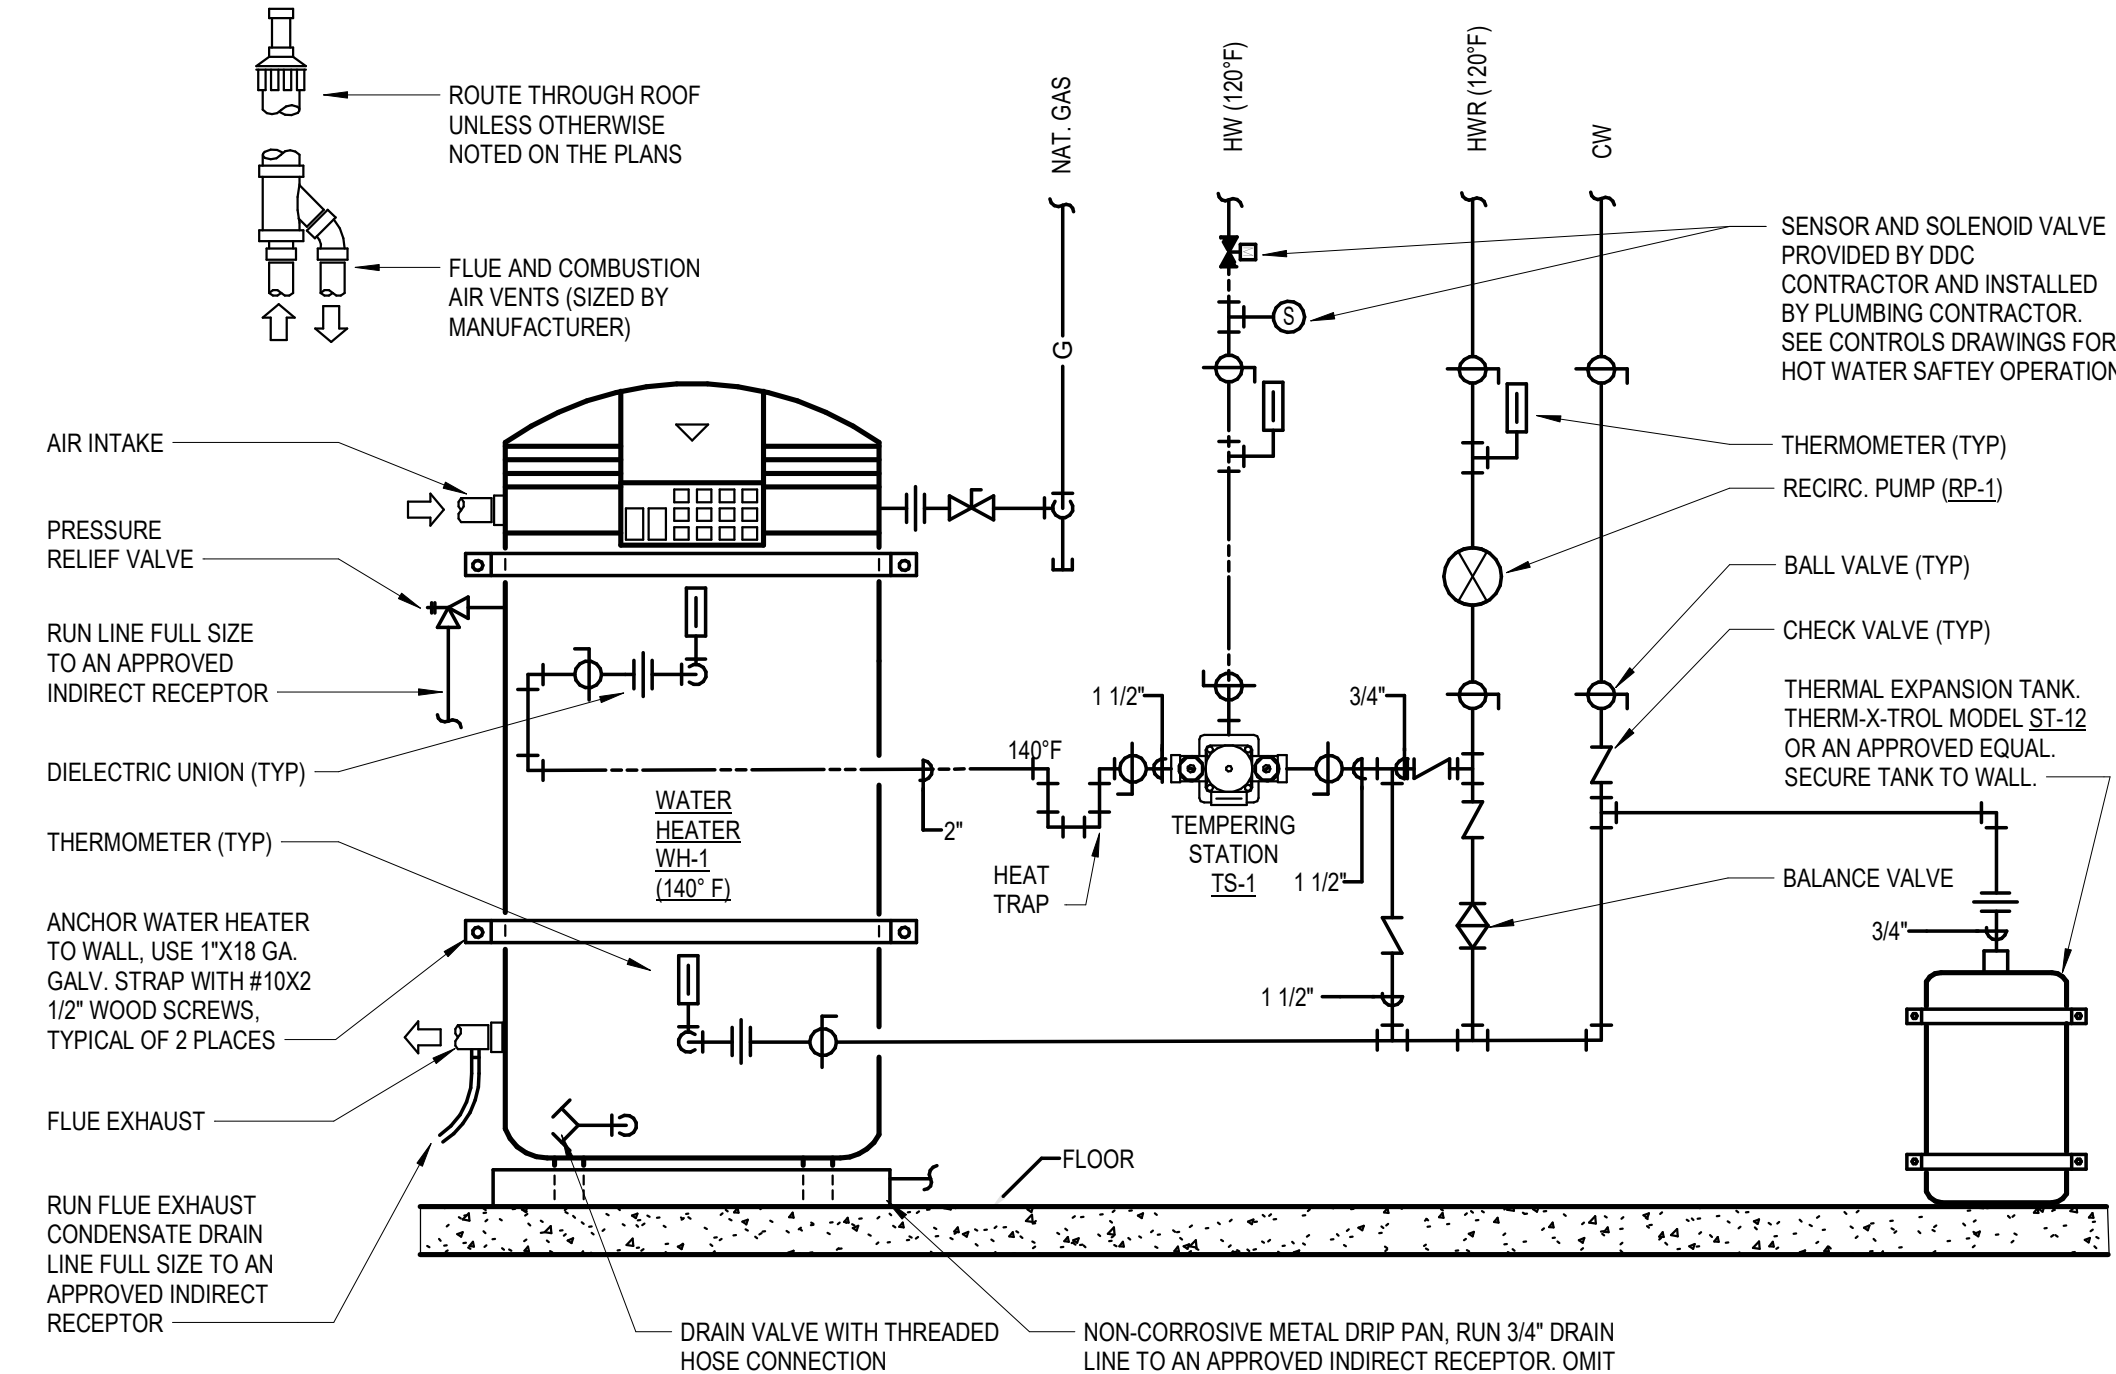 ROUTE THROUGH ROOF
UNLESS OTHERWISE
NOTED ON THE PLANS
FLUE AND COMBUSTION
AIR VENTS (SIZED BY
MANUFACTURER)
NAT. GAS
G
HW (120°F)
HWR (120°F)
CW
S
SENSOR AND SOLENOID VALVE
PROVIDED BY DDC
CONTRACTOR AND INSTALLED
BY PLUMBING CONTRACTOR.
SEE CONTROLS DRAWINGS FOR
HOT WATER SAFTEY OPERATION
THERMOMETER (TYP)
RECIRC. PUMP (RP-1)
BALL VALVE (TYP)
CHECK VALVE (TYP)
THERMAL EXPANSION TANK.
THERM-X-TROL MODEL ST-12
OR AN APPROVED EQUAL.
SECURE TANK TO WALL.
BALANCE VALVE
3/4"
AIR INTAKE
PRESSURE
RELIEF VALVE
RUN LINE FULL SIZE
TO AN APPROVED
INDIRECT RECEPTOR
DIELECTRIC UNION (TYP)
THERMOMETER (TYP)
ANCHOR WATER HEATER
TO WALL, USE 1"X18 GA.
GALV. STRAP WITH #10X2
1/2" WOOD SCREWS,
TYPICAL OF 2 PLACES
FLUE EXHAUST
RUN FLUE EXHAUST
CONDENSATE DRAIN
LINE FULL SIZE TO AN
APPROVED INDIRECT
RECEPTOR
WATER
HEATER
WH-1
(140° F)
2"
140°F
HEAT
TRAP
1 1/2"
TEMPERING
STATION
TS-1
3/4"
1 1/2"
1 1/2"
FLOOR
DRAIN VALVE WITH THREADED
HOSE CONNECTION
NON-CORROSIVE METAL DRIP PAN, RUN 3/4" DRAIN
LINE TO AN APPROVED INDIRECT RECEPTOR. OMIT